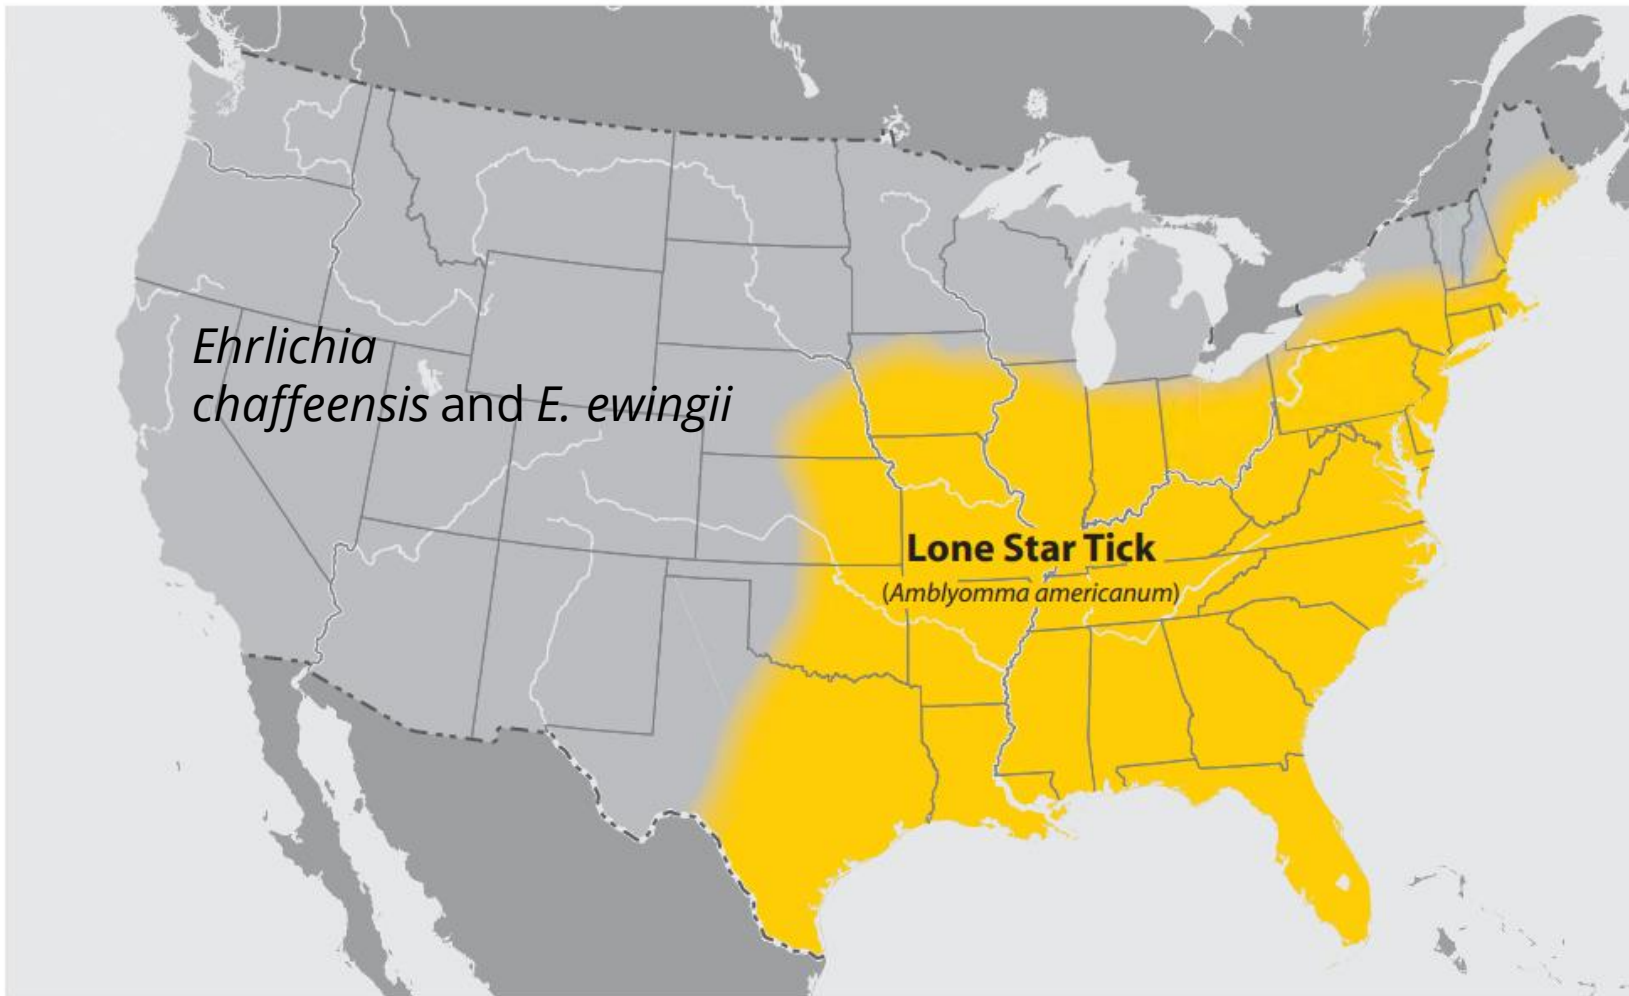 Ehrlichia
chaffeensis and E. ewingii
Lone Star Tick
(Amblyomma americanum)